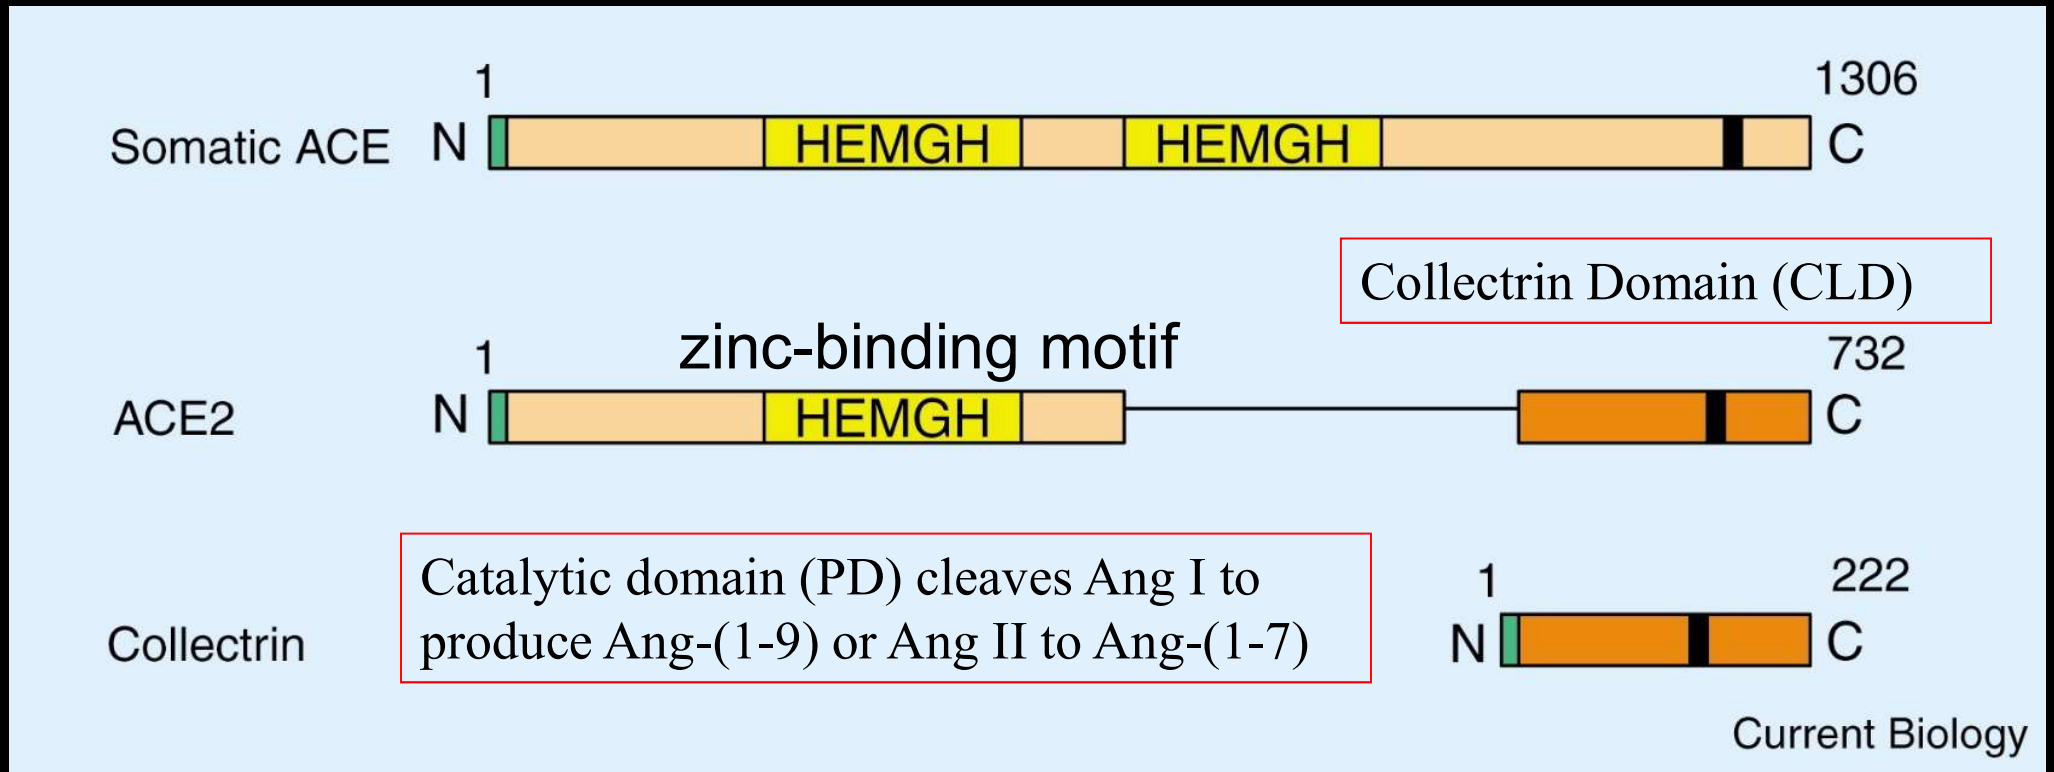 1 1306
Somatic ACE N HEMGH HEMGH C
Collectrin Domain (CLD)
zinc-binding motif
1 732
ACE2 N HEMGH C
Catalytic domain (PD) cleaves Ang I to
produce Ang-(1-9) or Ang II to Ang-(1-7)
1 222
Collectrin N C
Current Biology